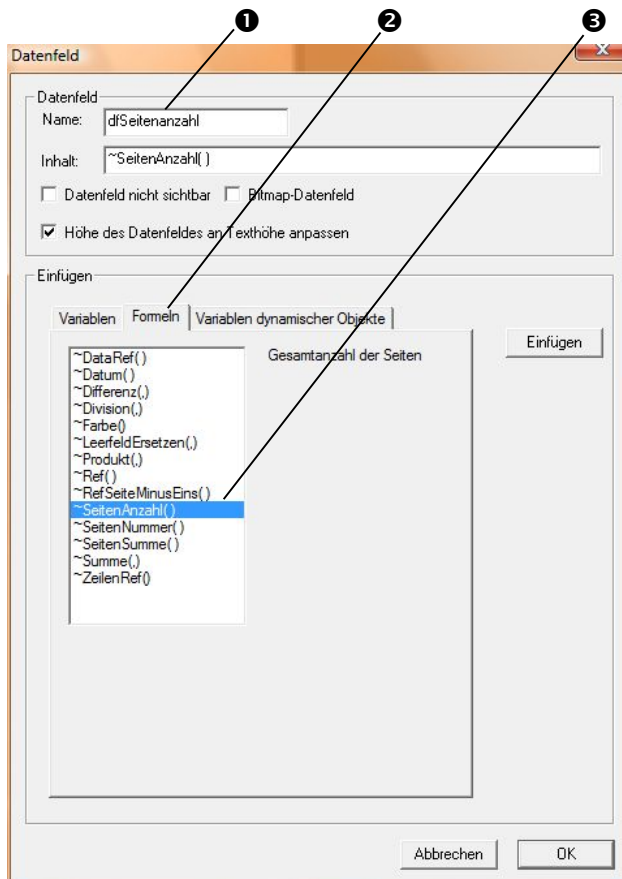 ❶ ❷ ❸
Datenfeld
Datenfeld
Name: dfSeitenanzahl
Inhalt: ~SeitenAnzahl( )
Datenfeld nicht sichtbar Bitmap-Datenfeld
Höhe des Datenfeldes an Texthöhe anpassen
Einfügen
Variablen Formeln Variablen dynamischer Objekte
Einfügen
Gesamtanzahl der Seiten
~DataRef( )
~Datum( )
~Differenz(,)
~Division(,)
~Farbe()
~LeerfeldErsetzen(,)
~Produkt(,)
~Ref( )
~RefSeiteMinusEins( )
~SeitenAnzahl( )
~SeitenNummer( )
~SeitenSumme( )
~Summe(,)
~ZeilenRef()
Abbrechen OK